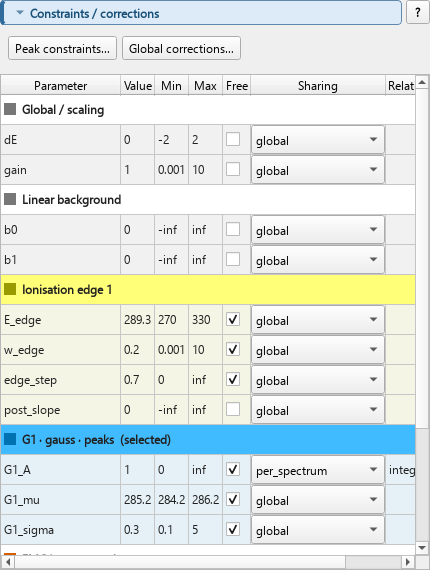 Constraints / corrections ?
Peak constraints... Global corrections...
Parameter Value Min Max Free Sharing Relat
Global / scaling
dE 0 -2 2 global
gain 1 0.001 10 global
Linear background
b0 0 -inf inf global
b1 0 -inf inf global
Ionisation edge 1
E_edge 289.3 270 330 global
w_edge 0.2 0.001 10 global
edge_step 0.7 0 inf global
post_slope 0 -inf inf global
G1 · gauss · peaks (selected)
G1_A 1 0 inf per_spectrum integ
G1_mu 285.2 284.2 286.2 global
G1_sigma 0.3 0.1 5 global